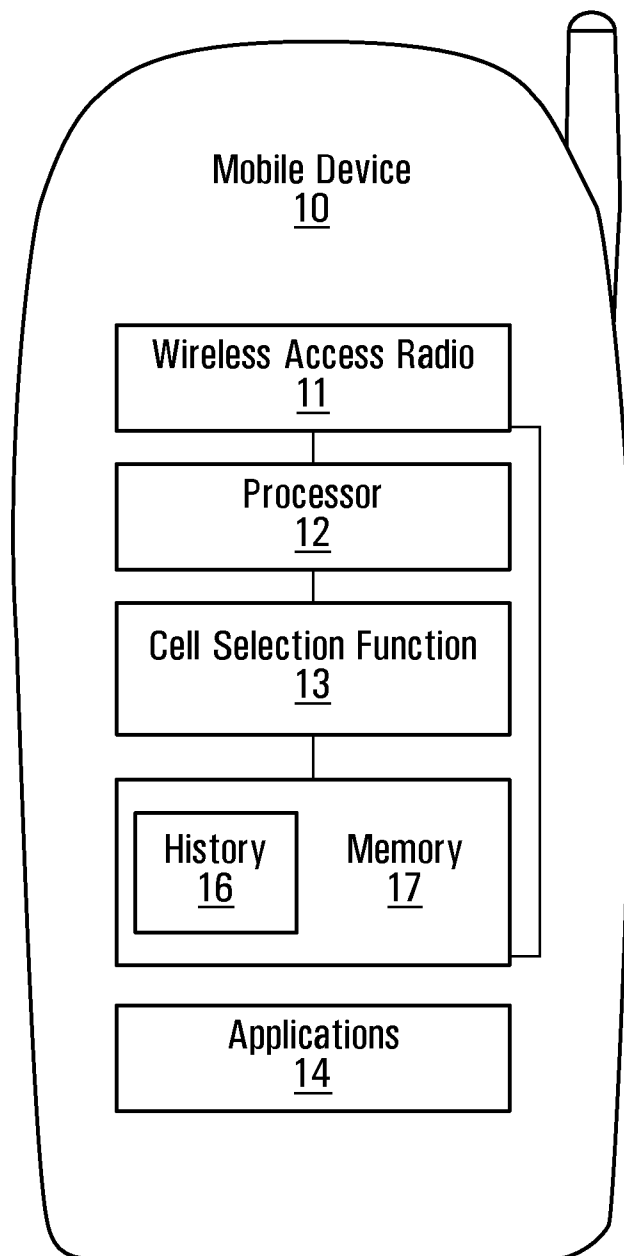 Mobile Device
10
Wireless Access Radio
11
Processor
12
Cell Selection Function
13
History
16
Memory
17
Applications
14